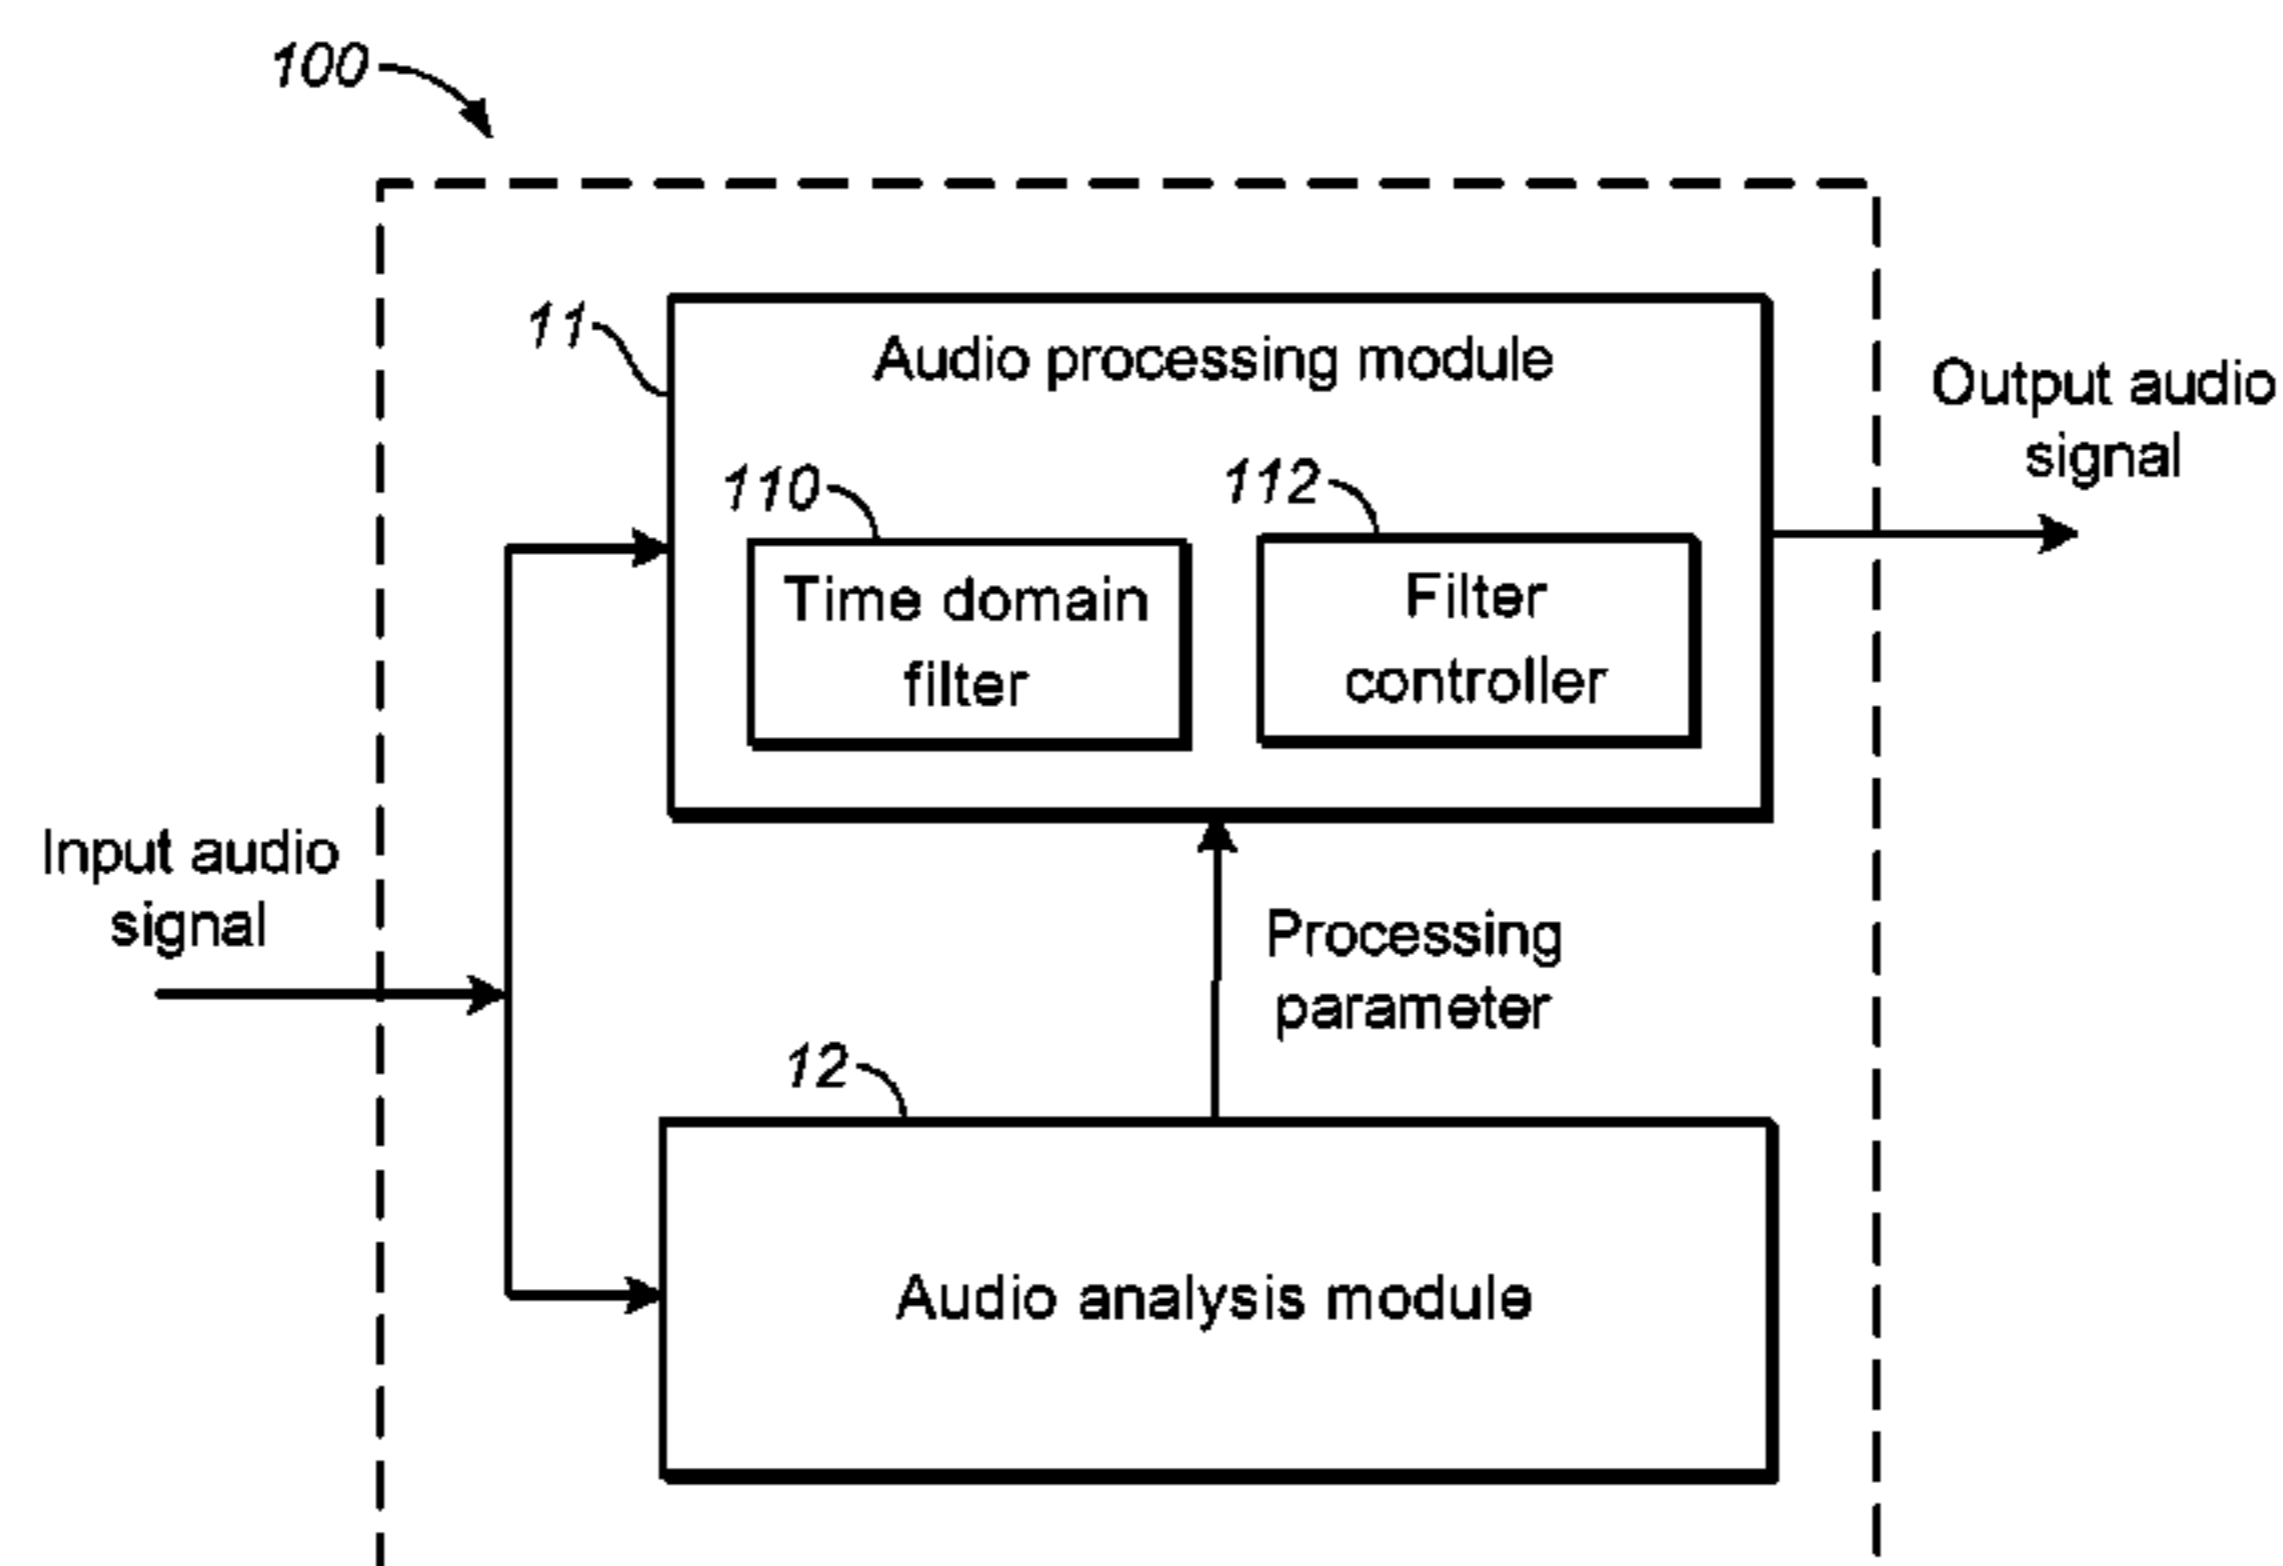 100
11
Audio processing module
Output audio
signal
110
112
Time domain
filter
Filter
controller
Input audio
signal
Processing
parameter
12
Audio analysis module